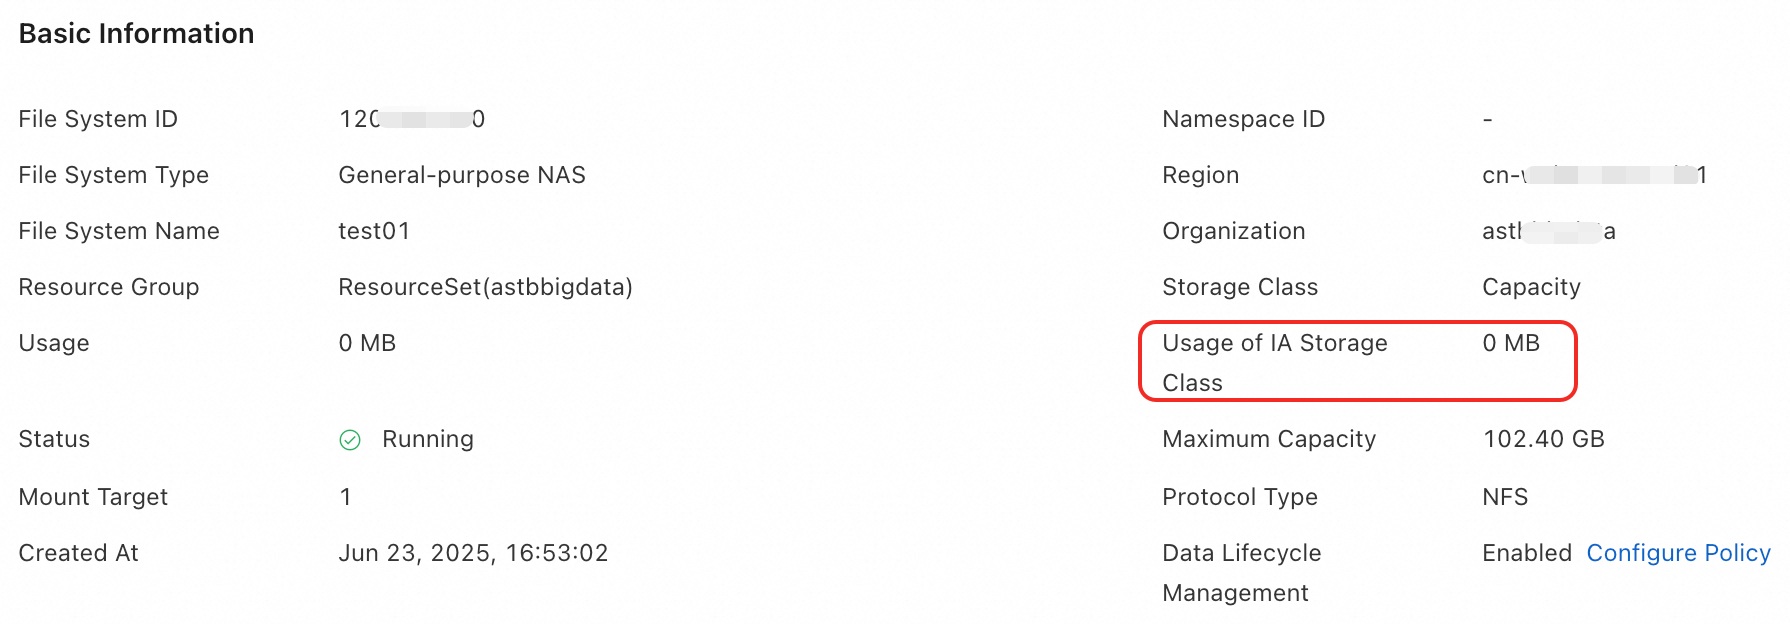 Basic Information
File System ID
Namespace ID -
File System Type General-purpose NAS
Region
File System Name test01
Organization
Resource Group ResourceSet(astbbigdata)
Storage Class Capacity
Usage 0 MB
Usage of IA Storage 0 MB
Class
Status Running
Maximum Capacity 102.40 GB
Mount Target 1
Protocol Type NFS
Created At Jun 23, 2025, 16:53:02
Data Lifecycle Enabled Configure Policy
Management